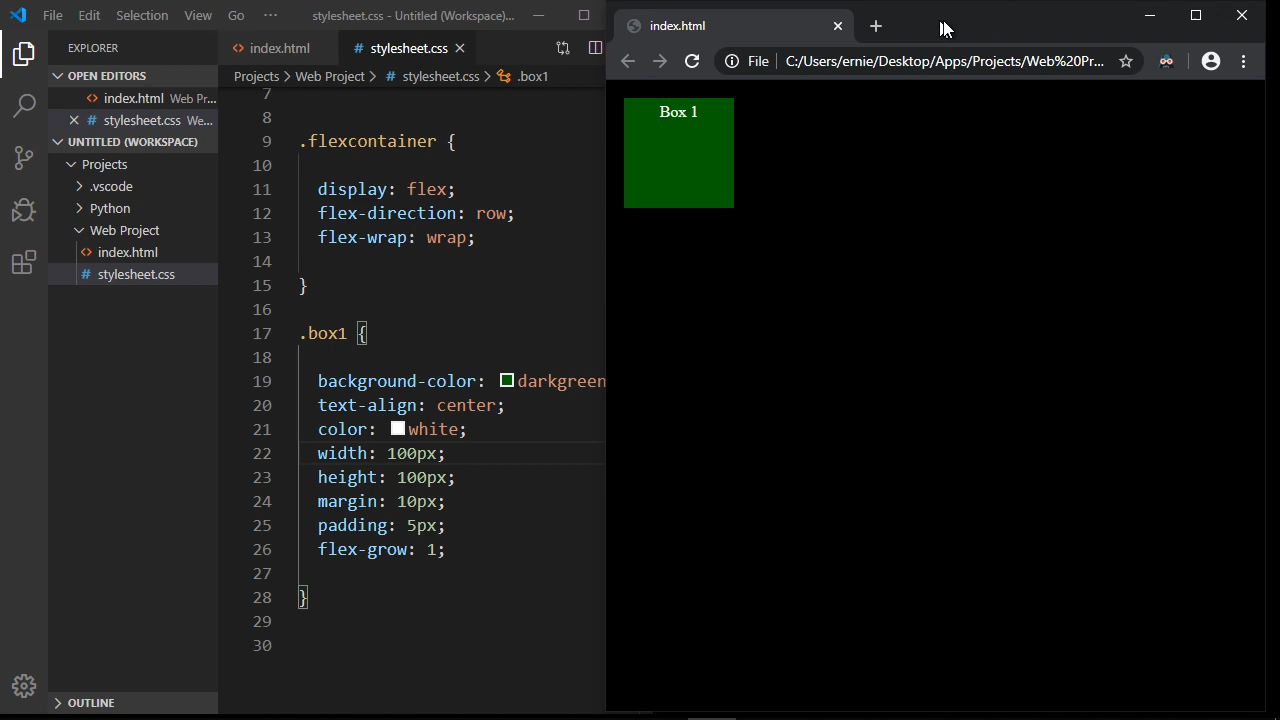 File Edit Selection View Go ··· stylesheet.css - Untitled (Workspace)...
EXPLORER
OPEN EDITORS
index.html Web Pr...
stylesheet.css We...
UNTITLED (WORKSPACE)
Projects
.vscode
Python
Web Project
index.html
stylesheet.css
OUTLINE
index.html stylesheet.css
Projects > Web Project > # stylesheet.css > .box1
7
8
9 .flexcontainer {
10
11 display: flex;
12 flex-direction: row;
13 flex-wrap: wrap;
14
15 }
16
17 .box1 {
18
19 background-color: darkgreen
20 text-align: center;
21 color: white;
22 width: 100px;
23 height: 100px;
24 margin: 10px;
25 padding: 5px;
26 flex-grow: 1;
27
28 }
29
30
index.html
File C:/Users/ernie/Desktop/Apps/Projects/Web%20Pr...
Box 1